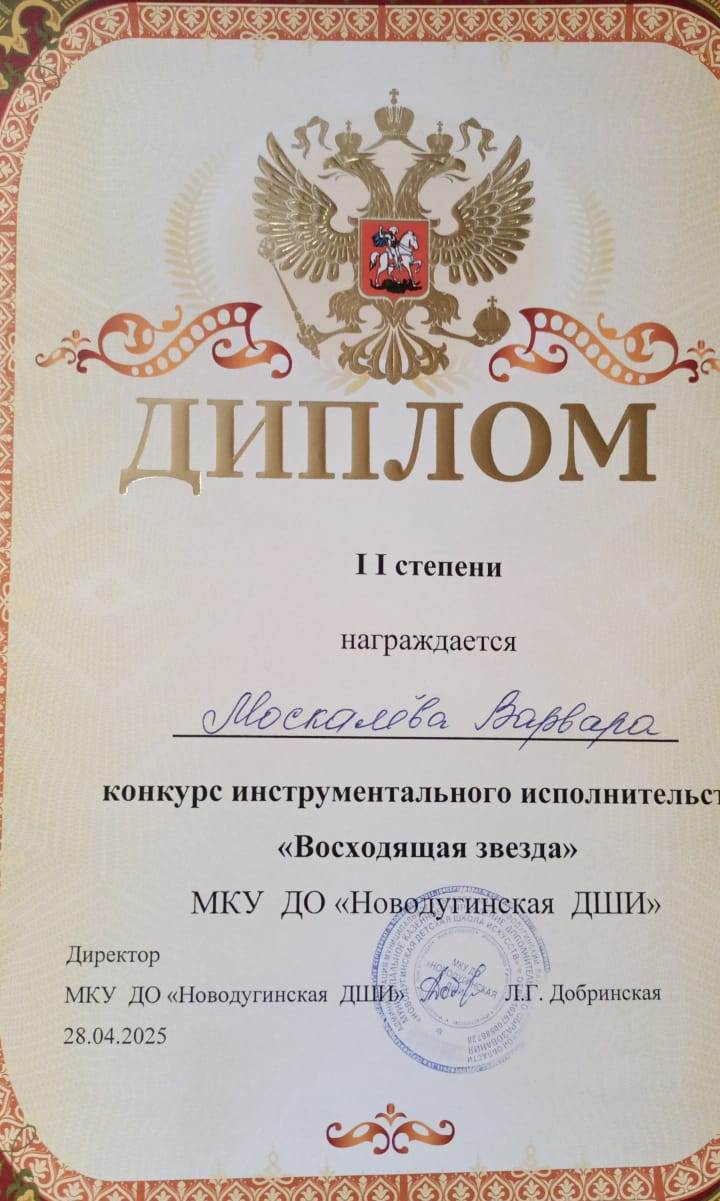 ДИПЛОМ
I I степени
награждается
Москалёва Варвара
конкурс инструментального исполнительст
«Восходящая звезда»
МКУ ДО «Новодугинская ДШИ»
Директор
МКУ ДО «Новодугинская ДШИ» Л.Г. Добринская
28.04.2025